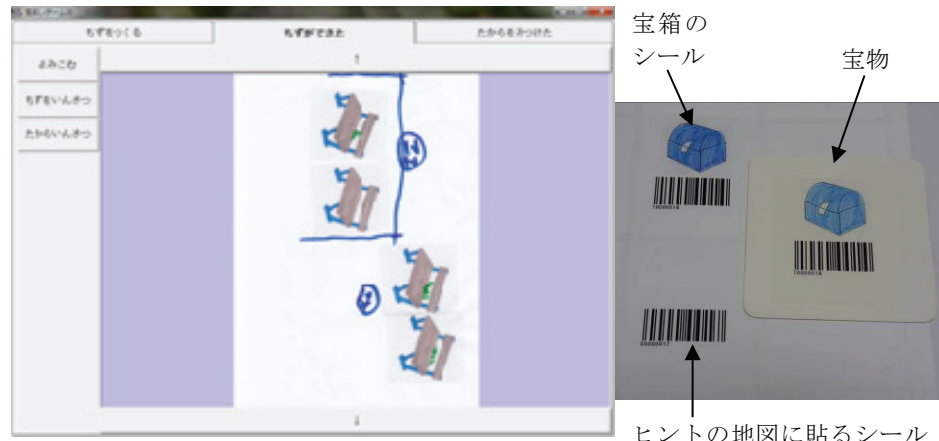 ちずをつくる
ちずができた
たからをみつけた
よみこむ
ちずをいんさつ
たからいんさつ
↑
↓
宝箱の
シール
宝物
10000016
10000016
00000017
ヒントの地図に貼るシール